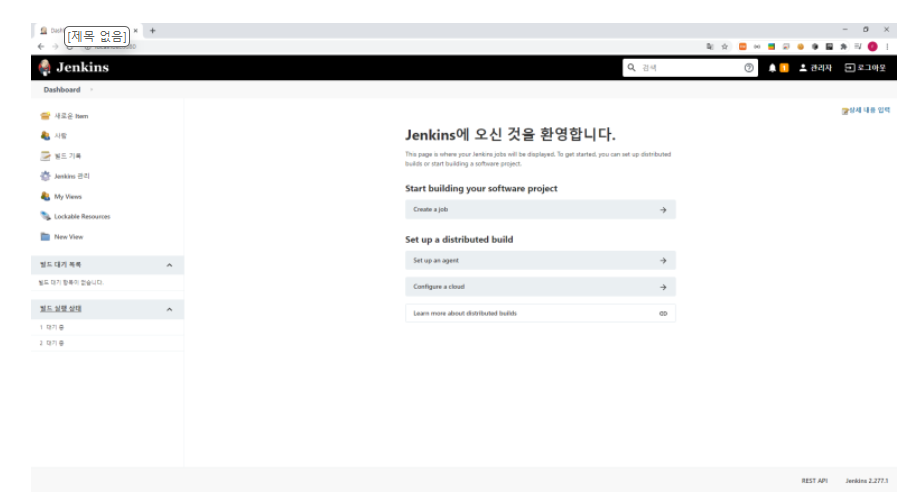 [제목 없음]
Jenkins
검색
1
관리자
로그아웃
Dashboard
상세 내용 입력
새로운 Item
사람
빌드 기록
Jenkins 관리
My Views
Lockable Resources
New View
빌드 대기 목록
빌드 대기 항목이 없습니다.
빌드 실행 상태
1 대기 중
2 대기 중
Jenkins에 오신 것을 환영합니다.
This page is where your Jenkins jobs will be displayed. To get started, you can set up distributed
builds or start building a software project.
Start building your software project
Create a job
Set up a distributed build
Set up an agent
Configure a cloud
Learn more about distributed builds
REST API
Jenkins 2.277.1